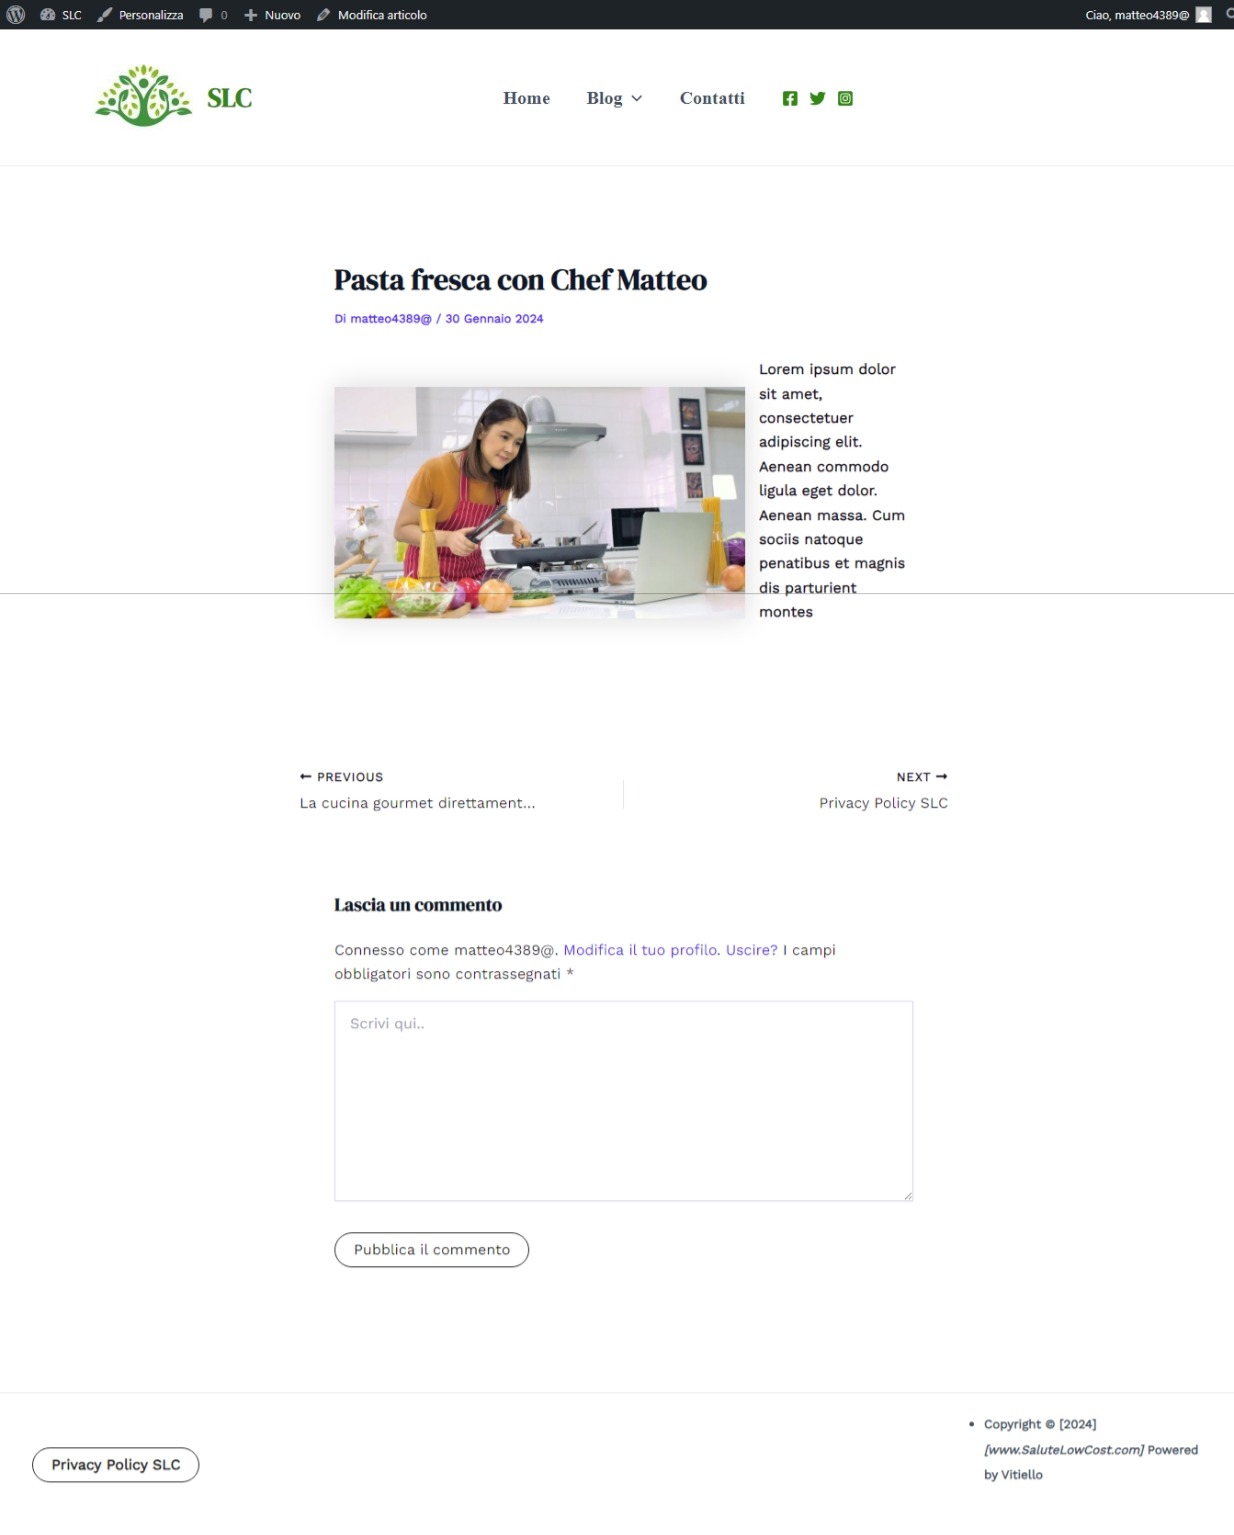 SLC Personalizza 0 Nuovo Modifica articolo Ciao, matteo4389@
SLC Home Blog Contatti
Pasta fresca con Chef Matteo
Di matteo4389@ / 30 Gennaio 2024
Lorem ipsum dolor
sit amet,
consectetuer
adipiscing elit.
Aenean commodo
ligula eget dolor.
Aenean massa. Cum
sociis natoque
penatibus et magnis
dis parturient
montes
← PREVIOUS
La cucina gourmet direttament...
NEXT →
Privacy Policy SLC
Lascia un commento
Connesso come matteo4389@. Modifica il tuo profilo. Uscire? I campi
obbligatori sono contrassegnati *
Scrivi qui..
Pubblica il commento
Privacy Policy SLC
• Copyright © [2024]
[www.SaluteLowCost.com] Powered
by Vitiello